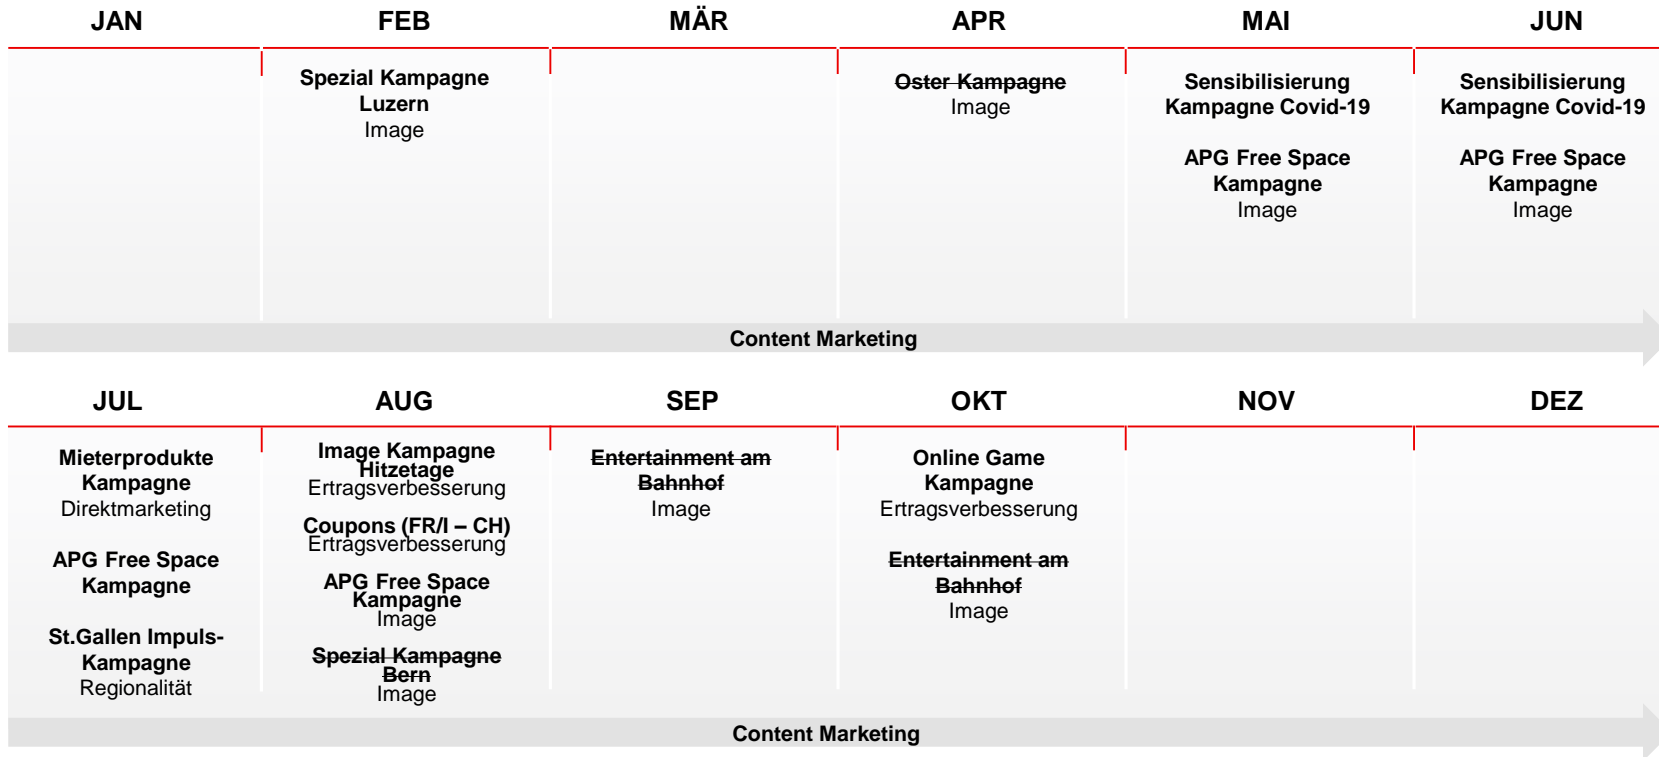 JAN FEB MÄR APR MAI JUN
Spezial Kampagne
Luzern
Image
Oster Kampagne
Image
Sensibilisierung
Kampagne Covid-19
APG Free Space
Kampagne
Image
Sensibilisierung
Kampagne Covid-19
APG Free Space
Kampagne
Image
Content Marketing
JUL AUG SEP OKT NOV DEZ
Mieterprodukte
Kampagne
Direktmarketing
APG Free Space
Kampagne
St.Gallen Impuls-
Kampagne
Regionalität
Image Kampagne
Hitzetage
Ertragsverbesserung
Coupons (FR/I – CH)
Ertragsverbesserung
APG Free Space
Kampagne
Image
Spezial Kampagne
Bern
Image
Entertainment am
Bahnhof
Image
Online Game
Kampagne
Ertragsverbesserung
Entertainment am
Bahnhof
Image
Content Marketing